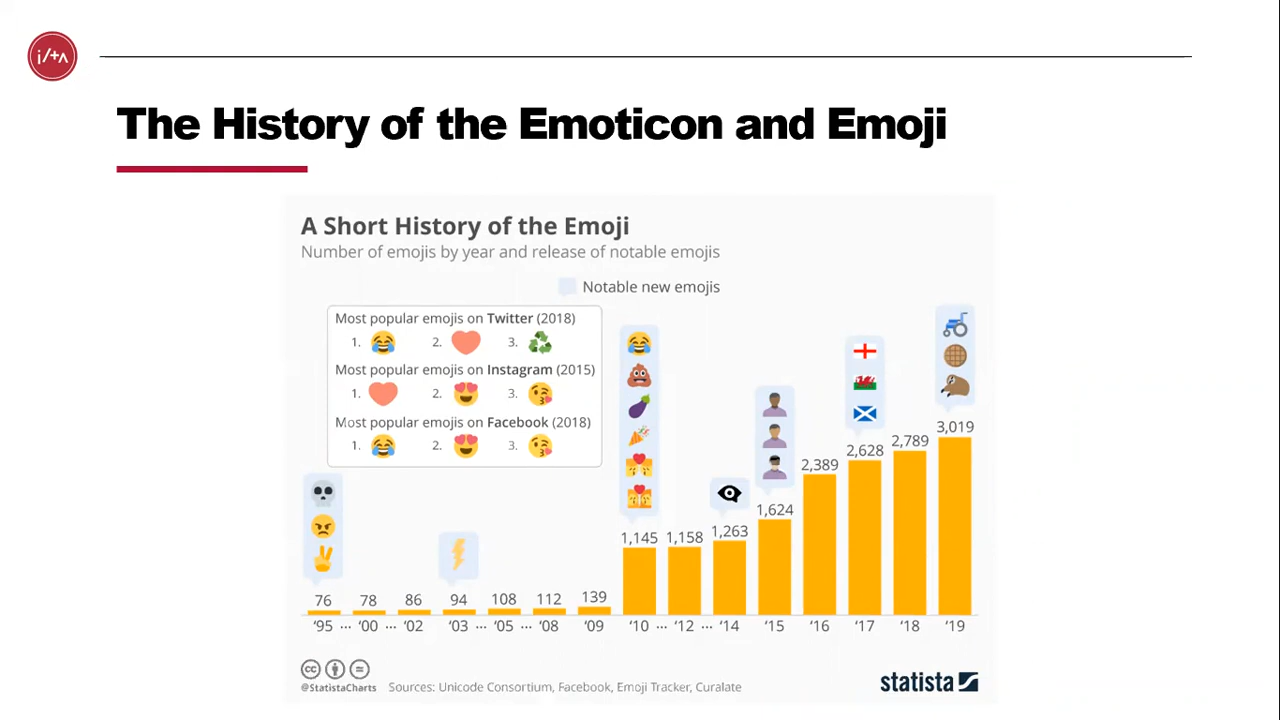 i/tʌ
The History of the Emoticon and Emoji
A Short History of the Emoji
Number of emojis by year and release of notable emojis
Notable new emojis
Most popular emojis on Twitter (2018)
1. 😂 2. ❤ 3. ♻
Most popular emojis on Instagram (2015)
1. ❤ 2. 😍 3. 😘
Most popular emojis on Facebook (2018)
1. 😂 2. 😍 3. 😘
76 78 86 94 108 112 139 1,145 1,158 1,263 1,624 2,389 2,628 2,789 3,019
‘95 ... ‘00 ... ‘02 ‘03 ... ‘05 ... ‘08 ‘09 ‘10 ... ‘12 ... ‘14 ‘15 ‘16 ‘17 ‘18 ‘19
cc
@StatistaCharts Sources: Unicode Consortium, Facebook, Emoji Tracker, Curalate
statista